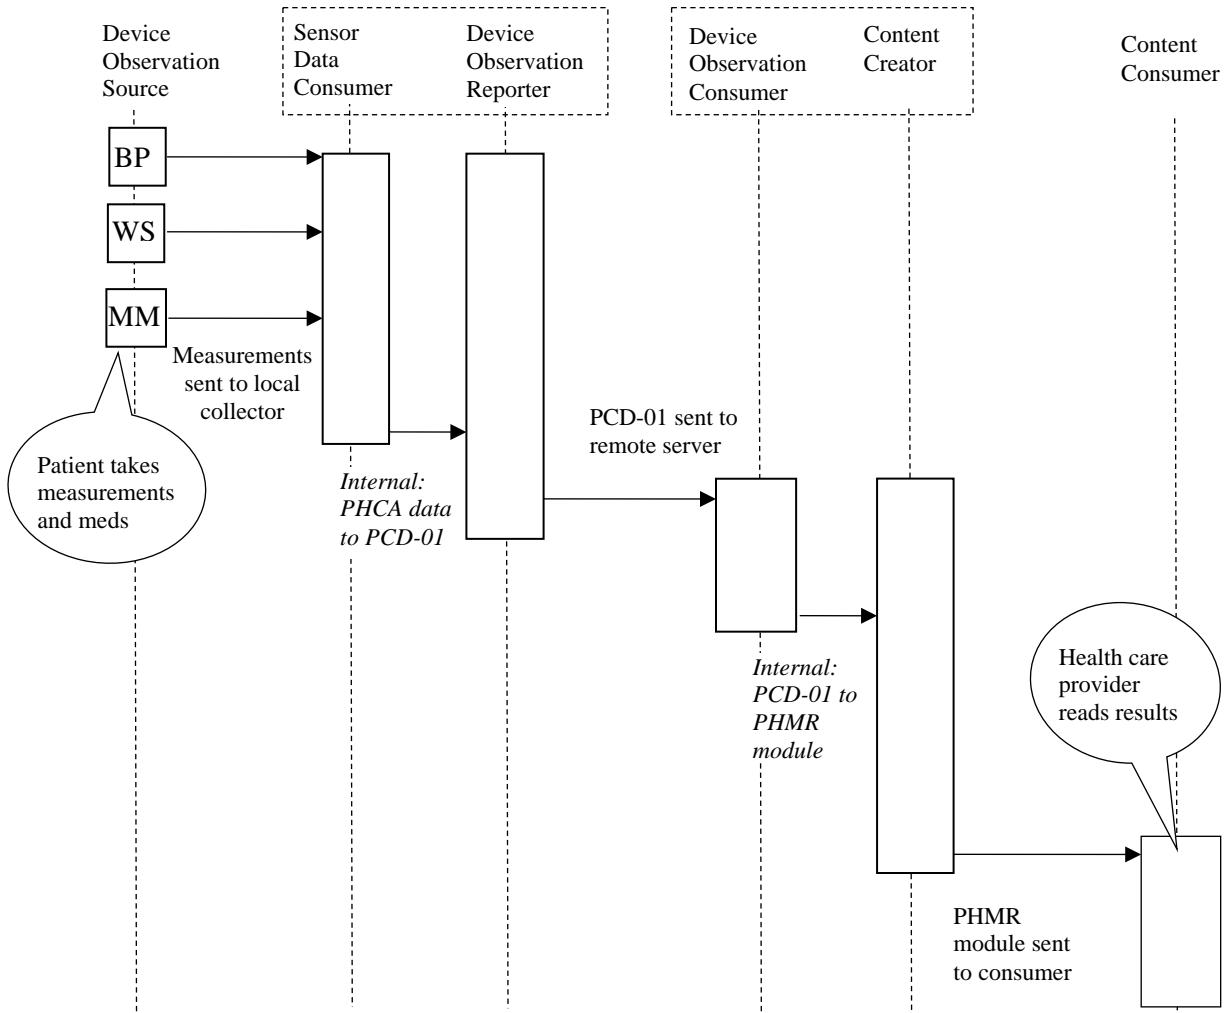 Device
Observation
Source
Sensor
Data
Consumer
Device
Observation
Reporter
Device
Observation
Consumer
Content
Creator
Content
Consumer
BP
WS
MM
Measurements
sent to local
collector
Patient takes
measurements
and meds
Internal:
PHCA data
to PCD-01
PCD-01 sent to
remote server
Internal:
PCD-01 to
PHMR
module
Health care
provider
reads results
PHMR
module sent
to consumer